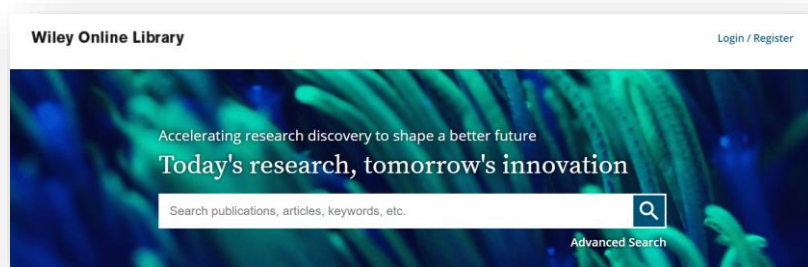 Wiley Online Library
Login / Register
Accelerating research discovery to shape a better future
Today's research, tomorrow's innovation
Search publications, articles, keywords, etc.
Advanced Search